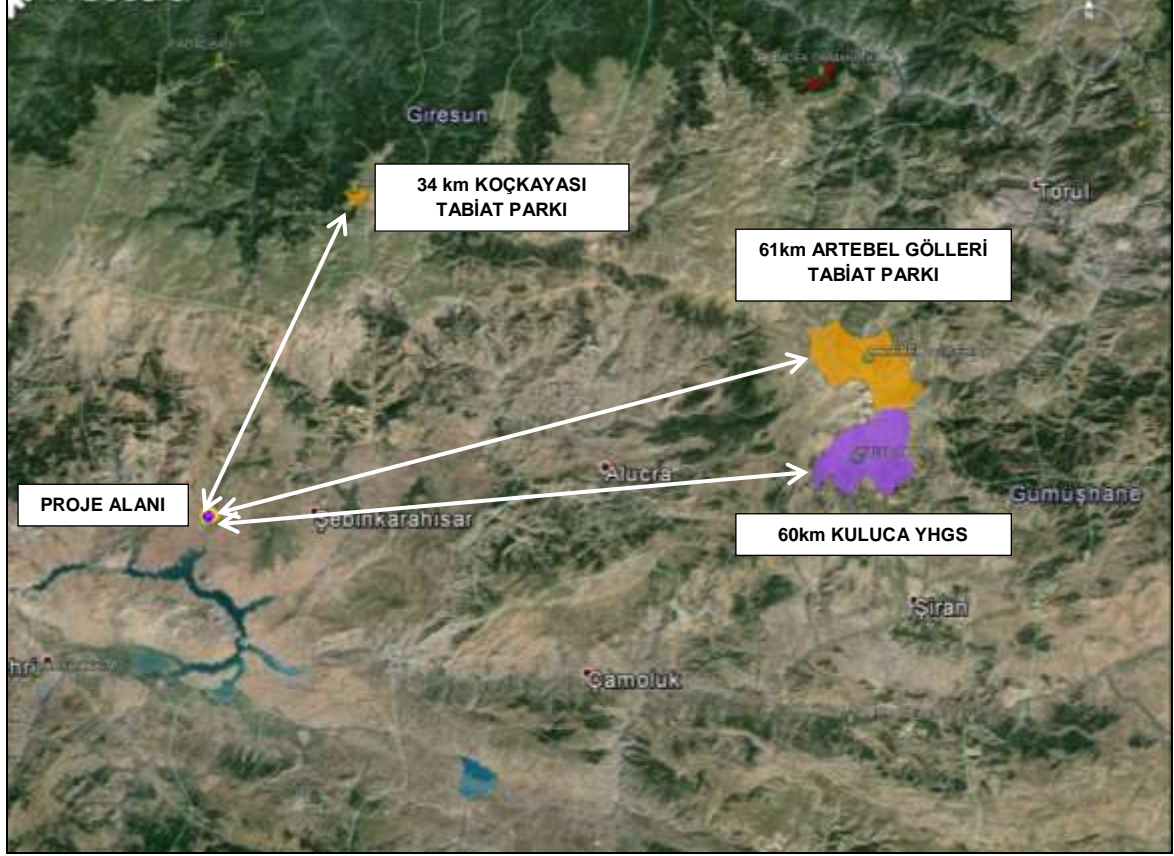 Giresun
34 km KOÇKAYASI
TABİAT PARKI
Torul
61km ARTEBEL GÖLLERİ
TABİAT PARKI
Alucra
PROJE ALANI
Şebinkarahisar
Gümüşhane
60km KULUCA YHGS
Şiran
Çamoluk